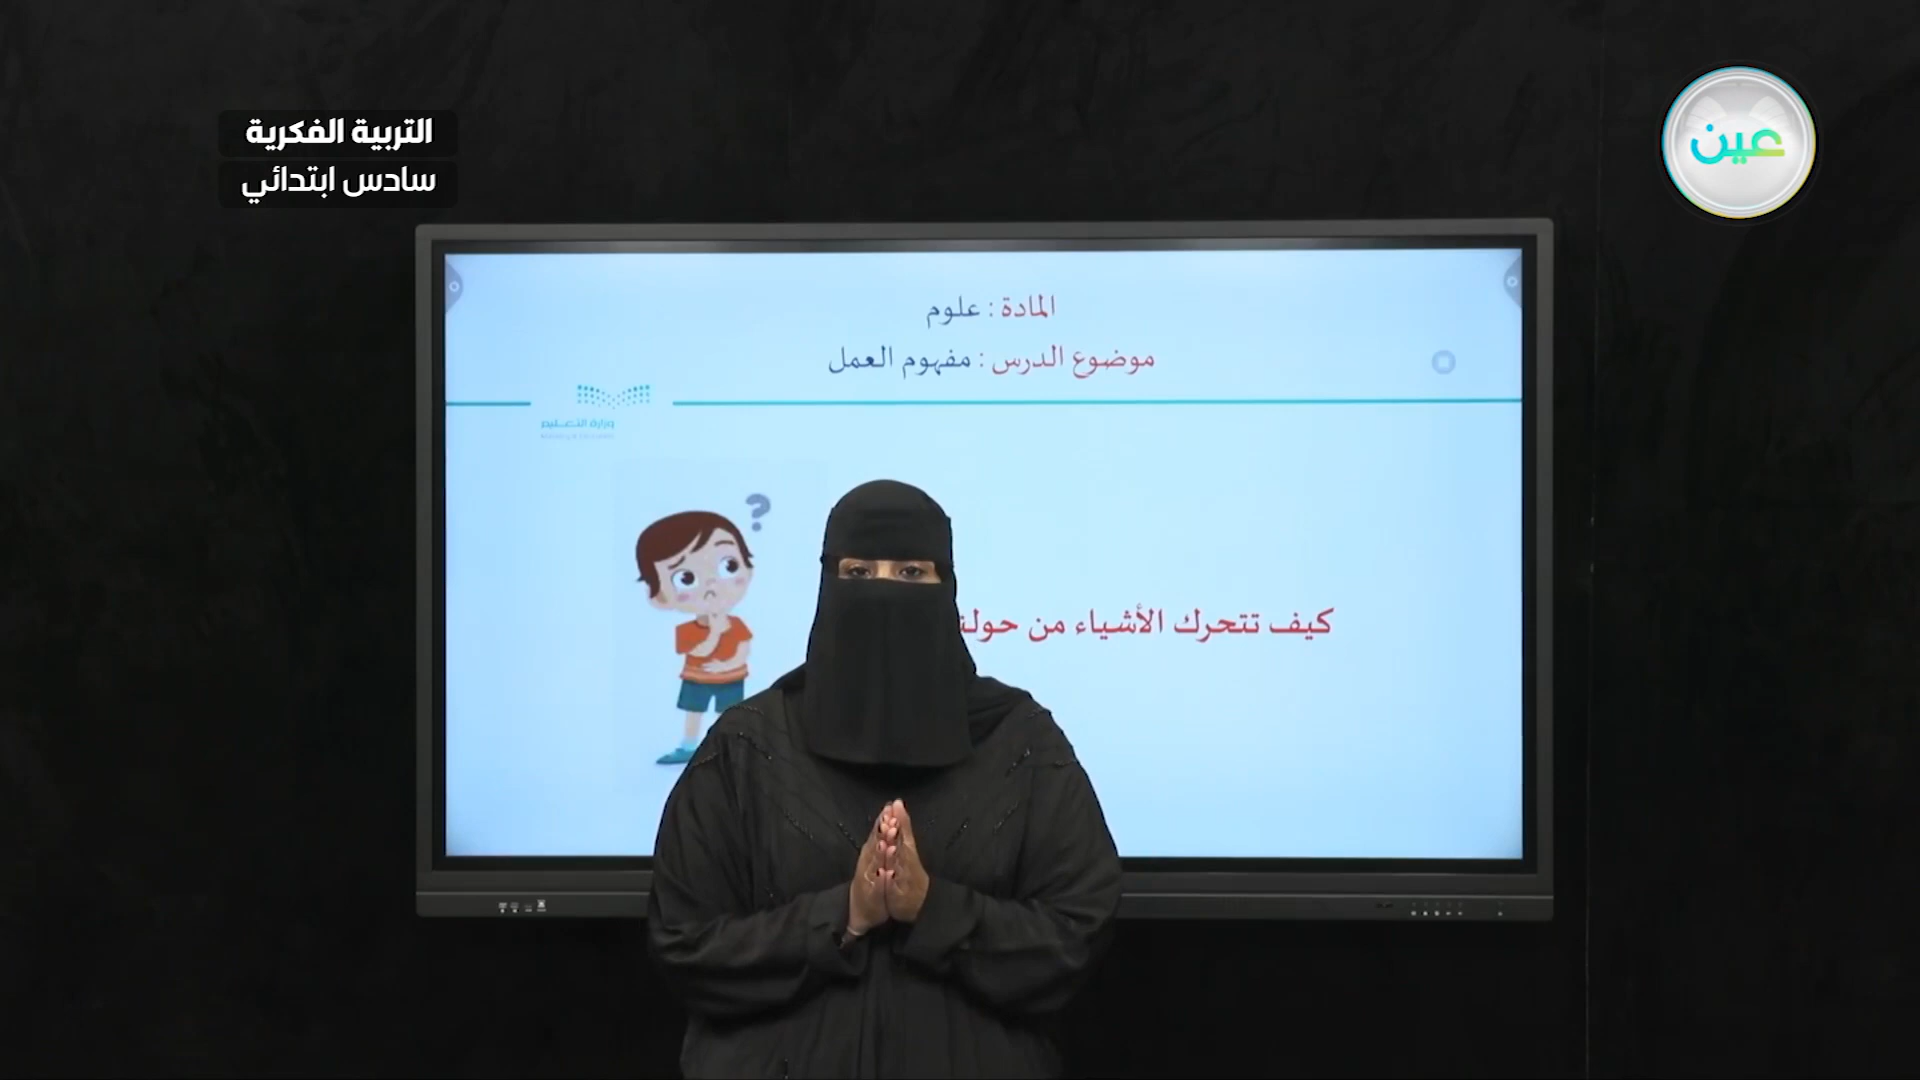 التربية الفكرية
سادس ابتدائي
عين
المادة : علوم
موضوع الدرس : مفهوم العمل
وزارة التعليم
?
كيف تتحرك الأشياء من